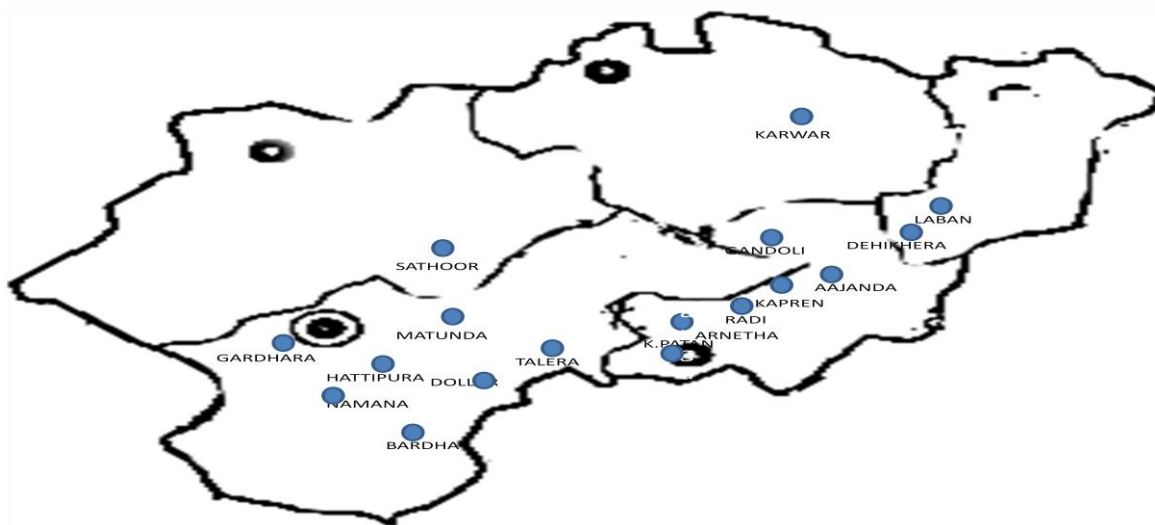 KARWAR
LABAN
GANDOLI
DEHIKHERA
SATHOOR
AAJANDA
KAPREN
RADI
MATUNDA
ARNETHA
K.PATAN
GARDHARA
TALERA
HATTIPURA
NAMANA
BARDHA